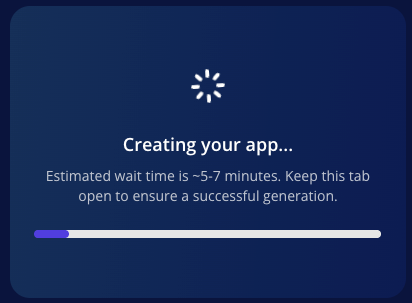 Creating your app...
Estimated wait time is ~5-7 minutes. Keep this tab
open to ensure a successful generation.